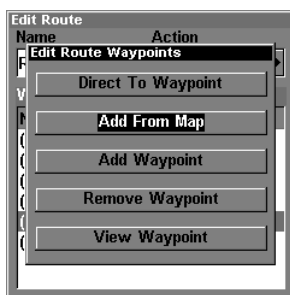 Edit Route
Name Action
Edit Route Waypoints
Direct To Waypoint
Add From Map
Add Waypoint
Remove Waypoint
View Waypoint